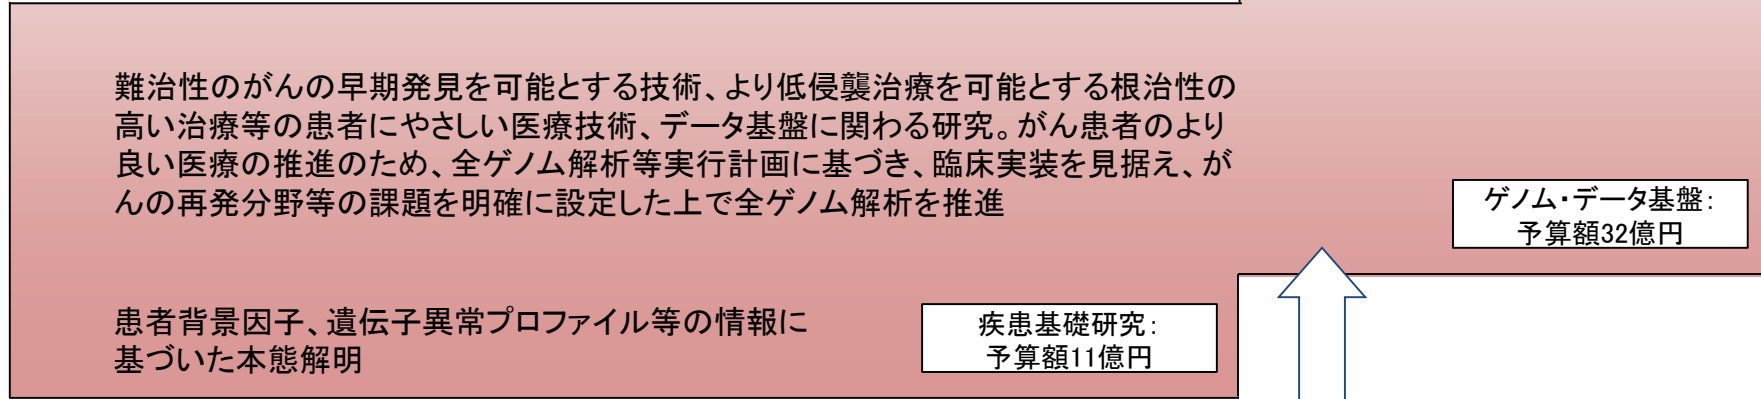 難治性のがんの早期発見を可能とする技術、より低侵襲治療を可能とする根治性の
高い治療等の患者にやさしい医療技術、データ基盤に関わる研究。がん患者のより
良い医療の推進のため、全ゲノム解析等実行計画に基づき、臨床実装を見据え、が
んの再発分野等の課題を明確に設定した上で全ゲノム解析を推進
ゲノム・データ基盤：
予算額32億円
患者背景因子、遺伝子異常プロファイル等の情報に
基づいた本態解明
疾患基礎研究：
予算額11億円